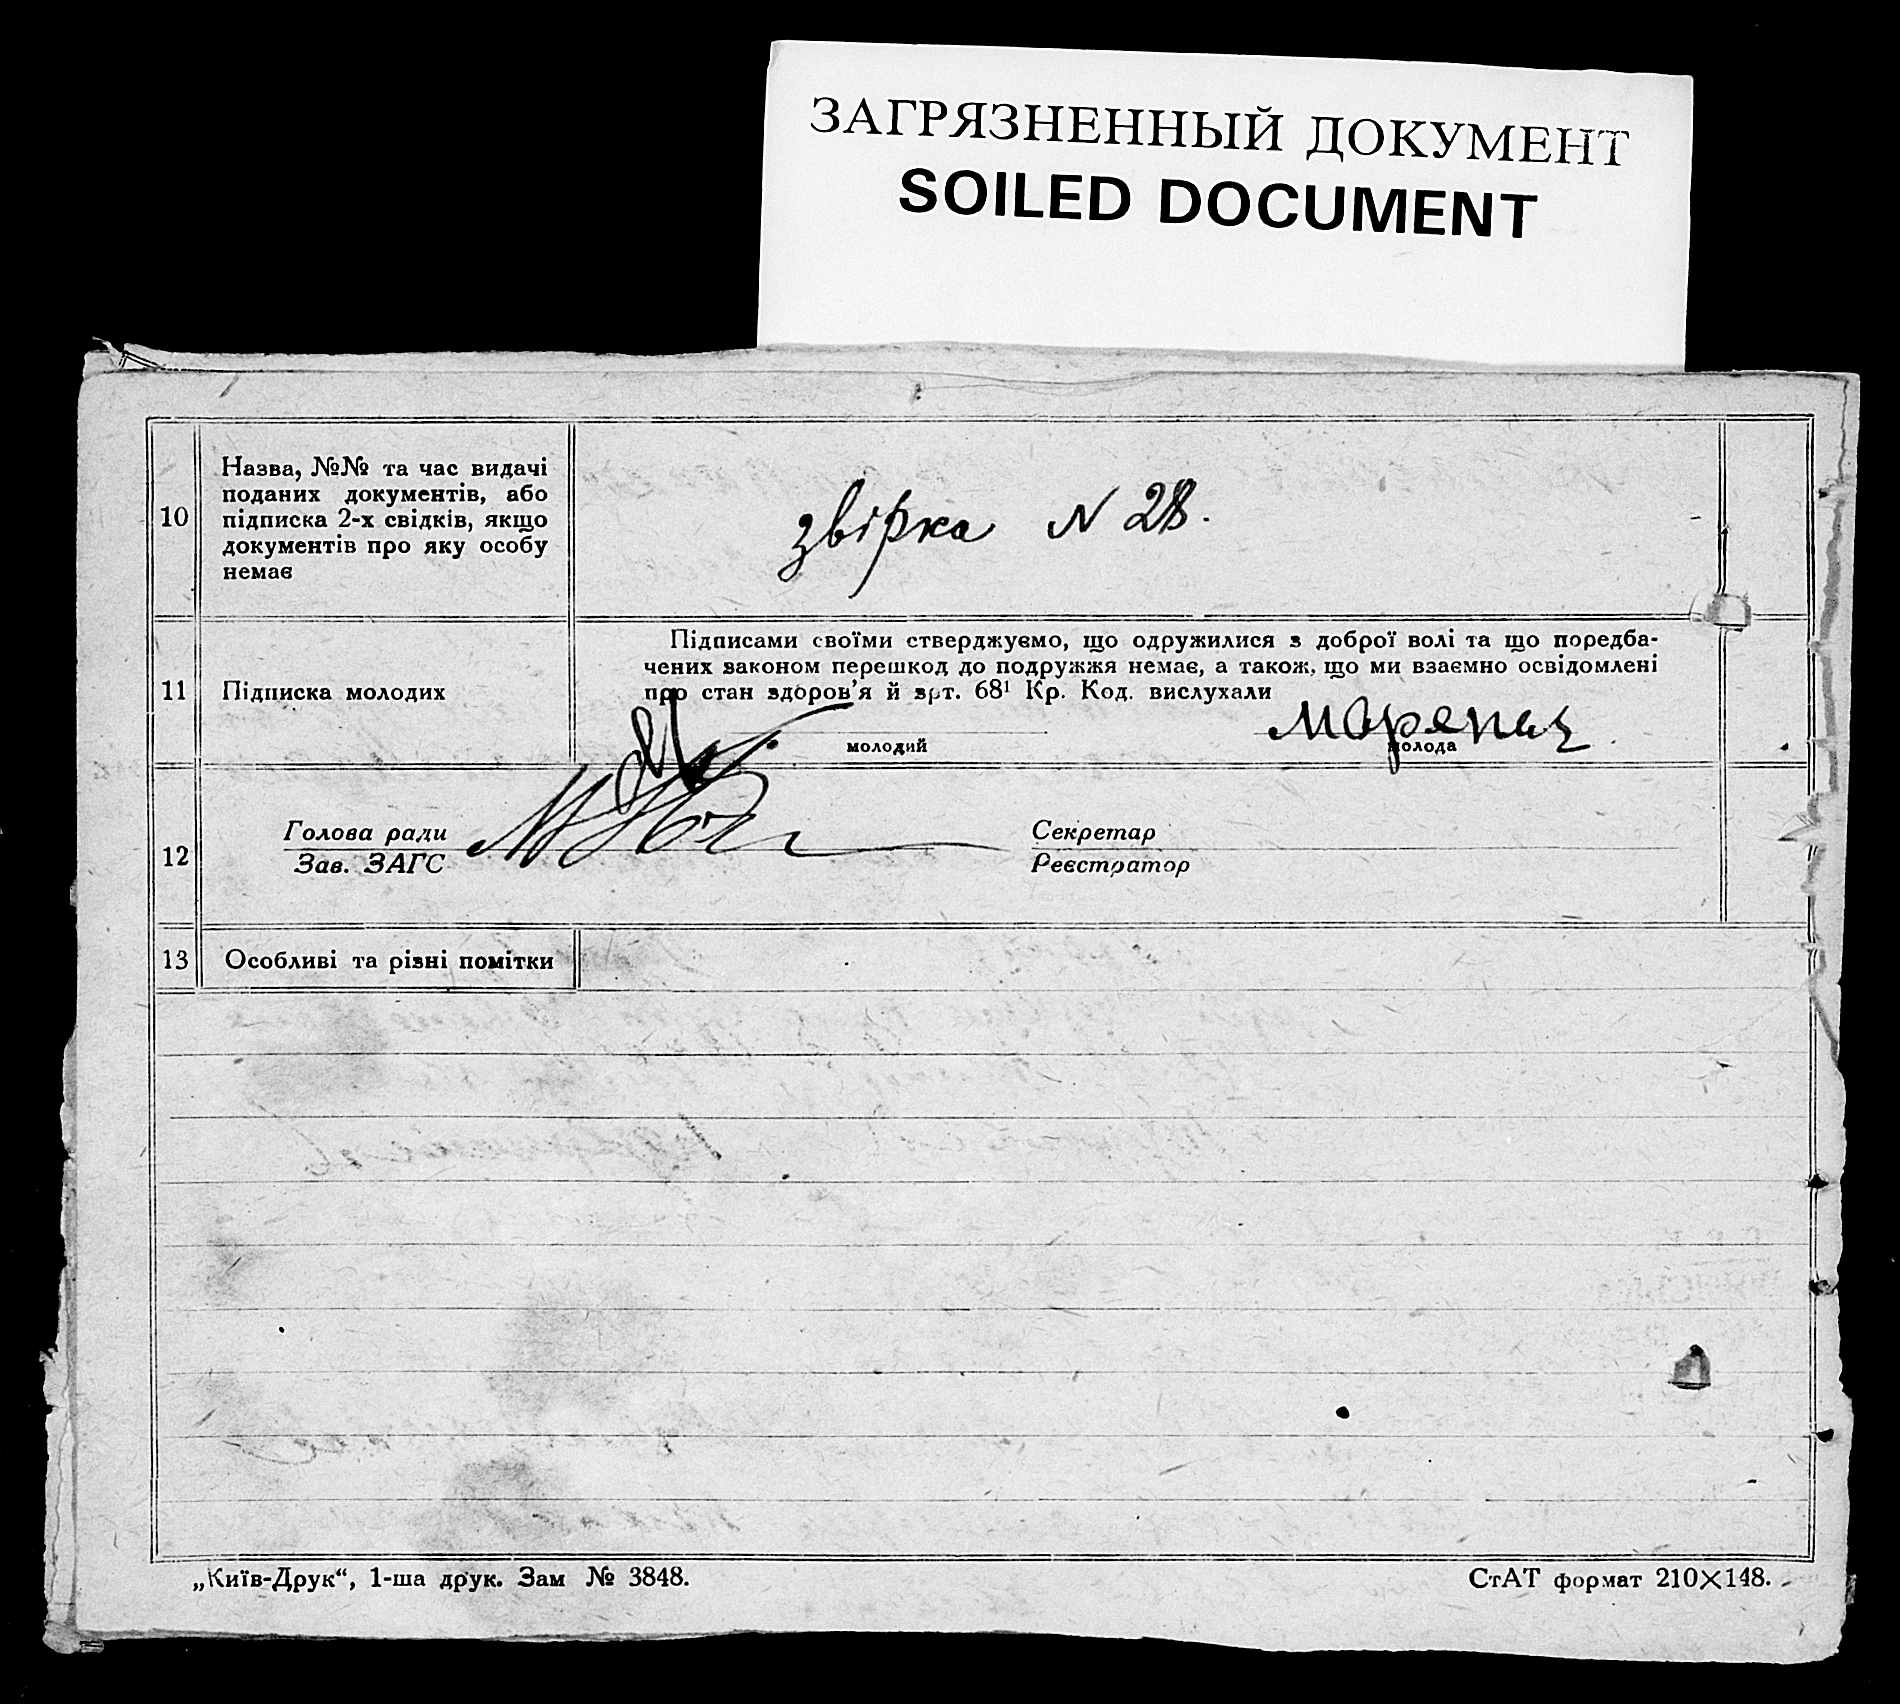 ЗАГРЯЗНЕННЫЙ ДОКУМЕНТ
SOILED DOCUMENT
10
Назва, №№ та час видачі
поданих документів, або
підписка 2-х свідків, якщо
документів про яку особу
немає
звірка N 28.
11
Підписка молодих
Підписами своїми стверджуємо, що одружилися з доброї волі та що поредба-
чених законом перешкод до подружжя немає, а також, що ми взаємно освідомлені
про стан здоров'я й арт. 68¹ Кр. Код. вислухали
молодий
молода
12
Голова ради
Зав. ЗАГС
Секретар
Реєстратор
13
Особливі та різні помітки
„Київ-Друк“, 1-ша друк. Зам № 3848.
СтАТ формат 210×148.